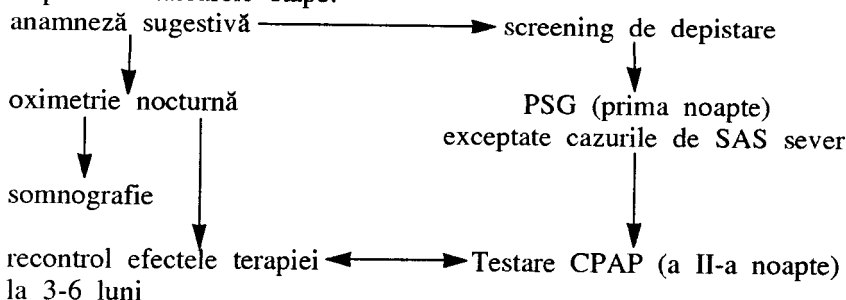 anamneză sugestivă
screening de depistare
oximetrie nocturnă
PSG (prima noapte)
exceptate cazurile de SAS sever
somnografie
recontrol efectele terapiei
la 3-6 luni
Testare CPAP (a II-a noapte)